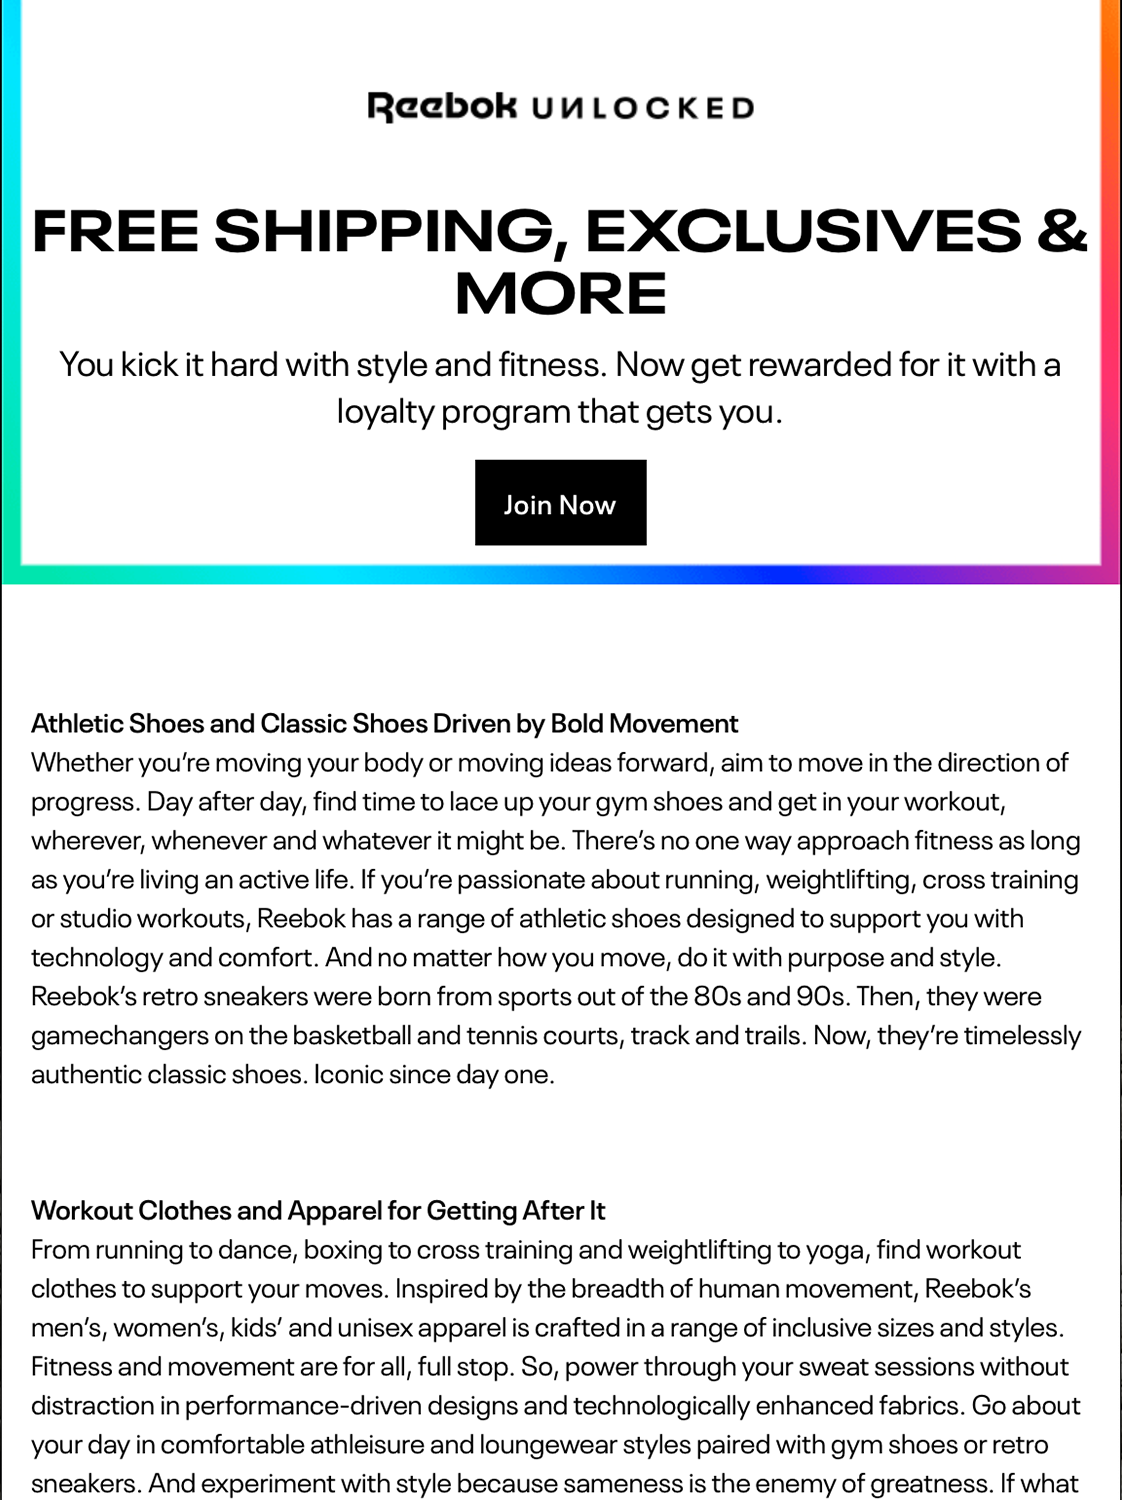 Reebok UNLOCKED
FREE SHIPPING, EXCLUSIVES &
MORE
You kick it hard with style and fitness. Now get rewarded for it with a
loyalty program that gets you.
Join Now
Athletic Shoes and Classic Shoes Driven by Bold Movement
Whether you’re moving your body or moving ideas forward, aim to move in the direction of
progress. Day after day, find time to lace up your gym shoes and get in your workout,
wherever, whenever and whatever it might be. There’s no one way approach fitness as long
as you’re living an active life. If you’re passionate about running, weightlifting, cross training
or studio workouts, Reebok has a range of athletic shoes designed to support you with
technology and comfort. And no matter how you move, do it with purpose and style.
Reebok’s retro sneakers were born from sports out of the 80s and 90s. Then, they were
gamechangers on the basketball and tennis courts, track and trails. Now, they’re timelessly
authentic classic shoes. Iconic since day one.
Workout Clothes and Apparel for Getting After It
From running to dance, boxing to cross training and weightlifting to yoga, find workout
clothes to support your moves. Inspired by the breadth of human movement, Reebok’s
men’s, women’s, kids’ and unisex apparel is crafted in a range of inclusive sizes and styles.
Fitness and movement are for all, full stop. So, power through your sweat sessions without
distraction in performance-driven designs and technologically enhanced fabrics. Go about
your day in comfortable athleisure and loungewear styles paired with gym shoes or retro
sneakers. And experiment with style because sameness is the enemy of greatness. If what